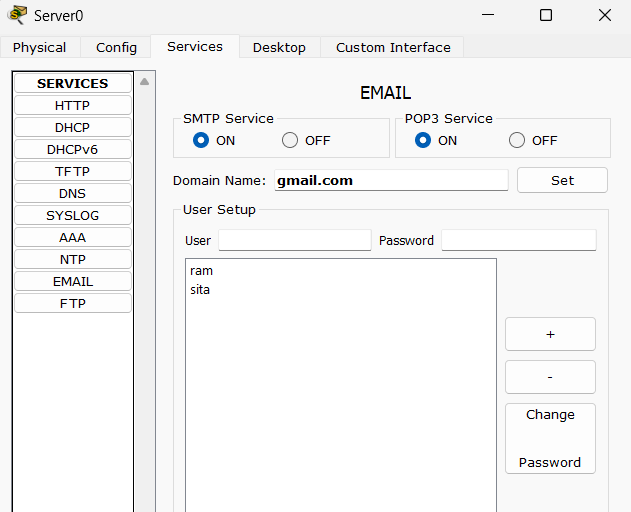 Server0
Physical Config Services Desktop Custom Interface
SERVICES
HTTP
DHCP
DHCPv6
TFTP
DNS
SYSLOG
AAA
NTP
EMAIL
FTP
EMAIL
SMTP Service
ON OFF
POP3 Service
ON OFF
Domain Name: gmail.com Set
User Setup
User Password
ram
sita
+
-
Change
Password